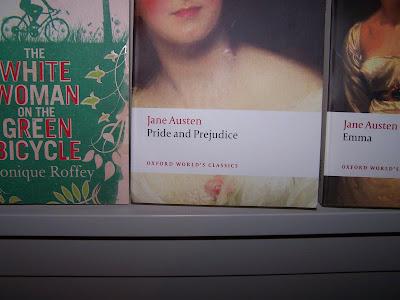 THE
WHITE
WOMAN
ON THE
GREEN
BICYCLE
onique Roffey
Jane Austen
Pride and Prejudice
OXFORD WORLD'S CLASSICS
Jane Austen
Emma
OXFORD WORLD'S CLASSICS